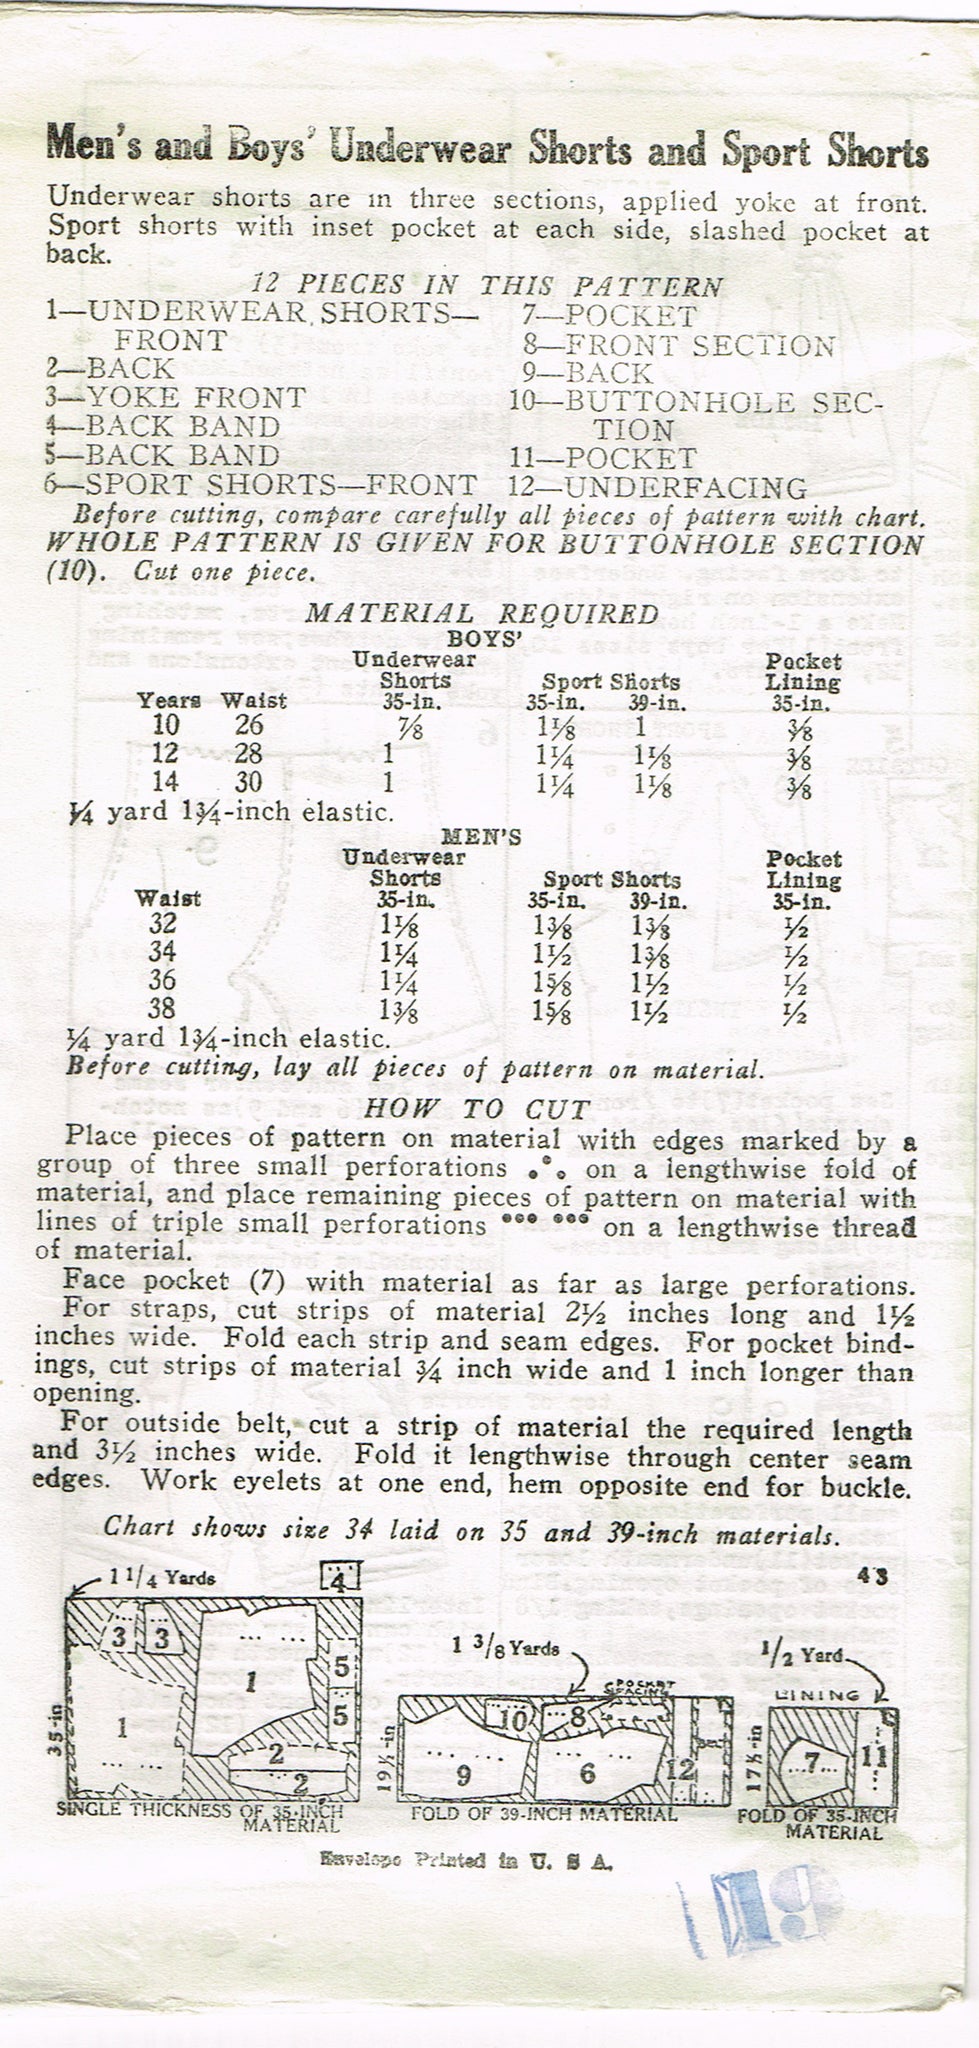 Men's and Boys' Underwear Shorts and Sport Shorts
Underwear shorts are in three sections, applied yoke at front.
Sport shorts with inset pocket at each side, slashed pocket at
back.
12 PIECES IN THIS PATTERN
1—UNDERWEAR SHORTS—
FRONT
2—BACK
3—YOKE FRONT
4—BACK BAND
5—BACK BAND
6—SPORT SHORTS—FRONT
7—POCKET
8—FRONT SECTION
9—BACK
10—BUTTONHOLE SEC-
TION
11—POCKET
12—UNDERFACING
Before cutting, compare carefully all pieces of pattern with chart.
WHOLE PATTERN IS GIVEN FOR BUTTONHOLE SECTION
(10). Cut one piece.
MATERIAL REQUIRED
BOYS'
Underwear Pocket
Shorts Sport Shorts Lining
Years Waist 35-in. 35-in. 39-in. 35-in.
10 26 ⅞ 1⅛ 1 ⅜
12 28 1 1¼ 1⅛ ⅜
14 30 1 1¼ 1⅛ ⅜
¼ yard 1¾-inch elastic.
MEN'S
Underwear Pocket
Shorts Sport Shorts Lining
Waist 35-in. 35-in. 39-in. 35-in.
32 1⅛ 1⅜ 1⅜ ½
34 1¼ 1½ 1⅜ ½
36 1¼ 1⅝ 1½ ½
38 1⅜ 1⅝ 1½ ½
¼ yard 1¾-inch elastic.
Before cutting, lay all pieces of pattern on material.
HOW TO CUT
Place pieces of pattern on material with edges marked by a
group of three small perforations on a lengthwise fold of
material, and place remaining pieces of pattern on material with
lines of triple small perforations on a lengthwise thread
of material.
Face pocket (7) with material as far as large perforations.
For straps, cut strips of material 2½ inches long and 1½
inches wide. Fold each strip and seam edges. For pocket bind-
ings, cut strips of material ¾ inch wide and 1 inch longer than
opening.
For outside belt, cut a strip of material the required length
and 3½ inches wide. Fold it lengthwise through center seam
edges. Work eyelets at one end, hem opposite end for buckle.
Chart shows size 34 laid on 35 and 39-inch materials.
1 1/4 Yards
4
43
3 3
1
5
5
1
2
2
35-in
SINGLE THICKNESS OF 35-INCH
MATERIAL
1 3/8 Yards
POCKET
FACING
10
8
9
6
12
19½-in
FOLD OF 39-INCH MATERIAL
1/2 Yard
LINING
7
11
17½-in
FOLD OF 35-INCH
MATERIAL
Envelope Printed in U. S A.
19